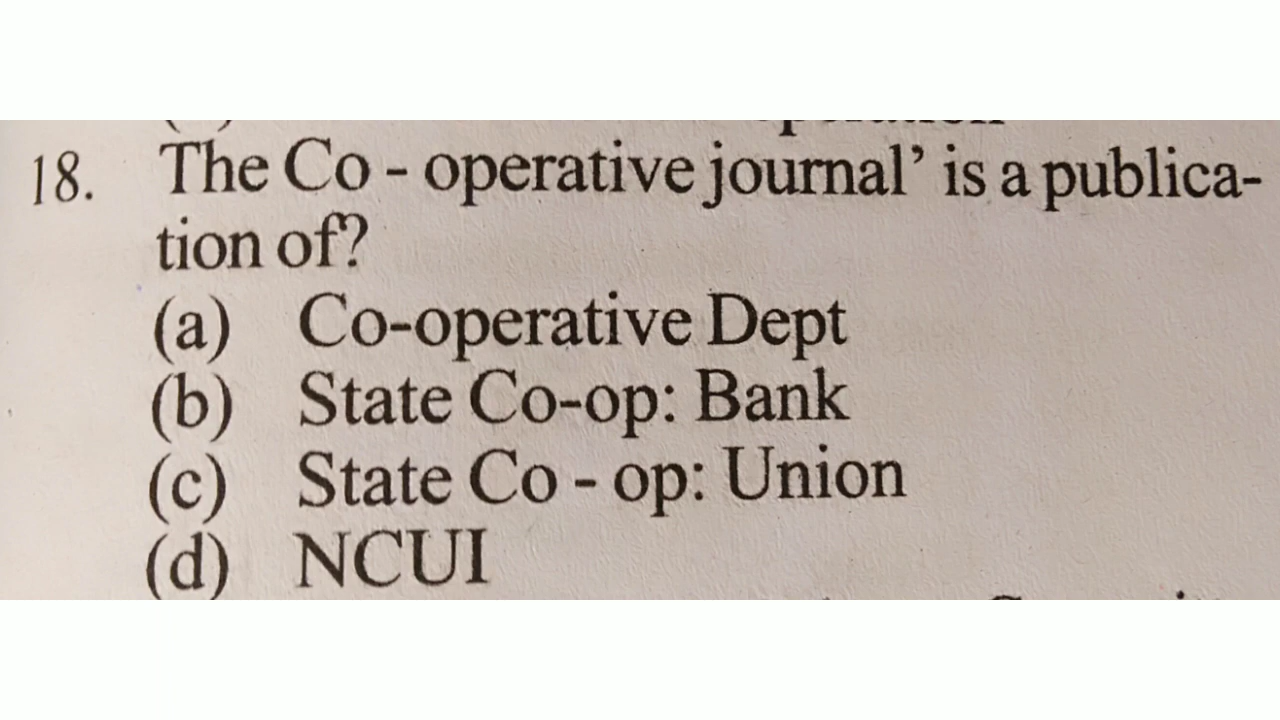 18. The Co - operative journal’ is a publica-
tion of?
(a) Co-operative Dept
(b) State Co-op: Bank
(c) State Co - op: Union
(d) NCUI